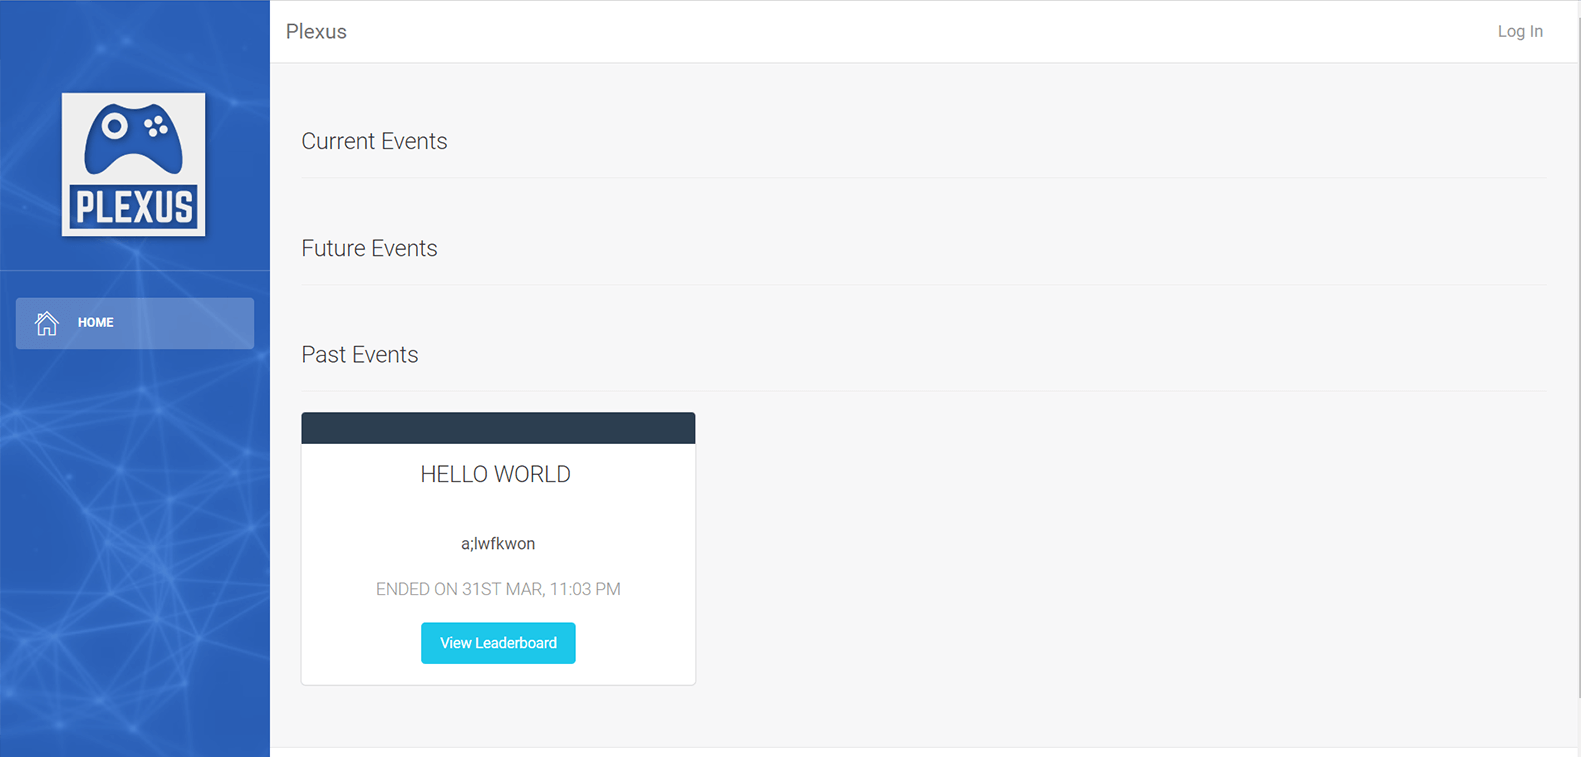 Plexus
Log In
PLEXUS
HOME
Current Events
Future Events
Past Events
HELLO WORLD
a;lwfkwon
ENDED ON 31ST MAR, 11:03 PM
View Leaderboard